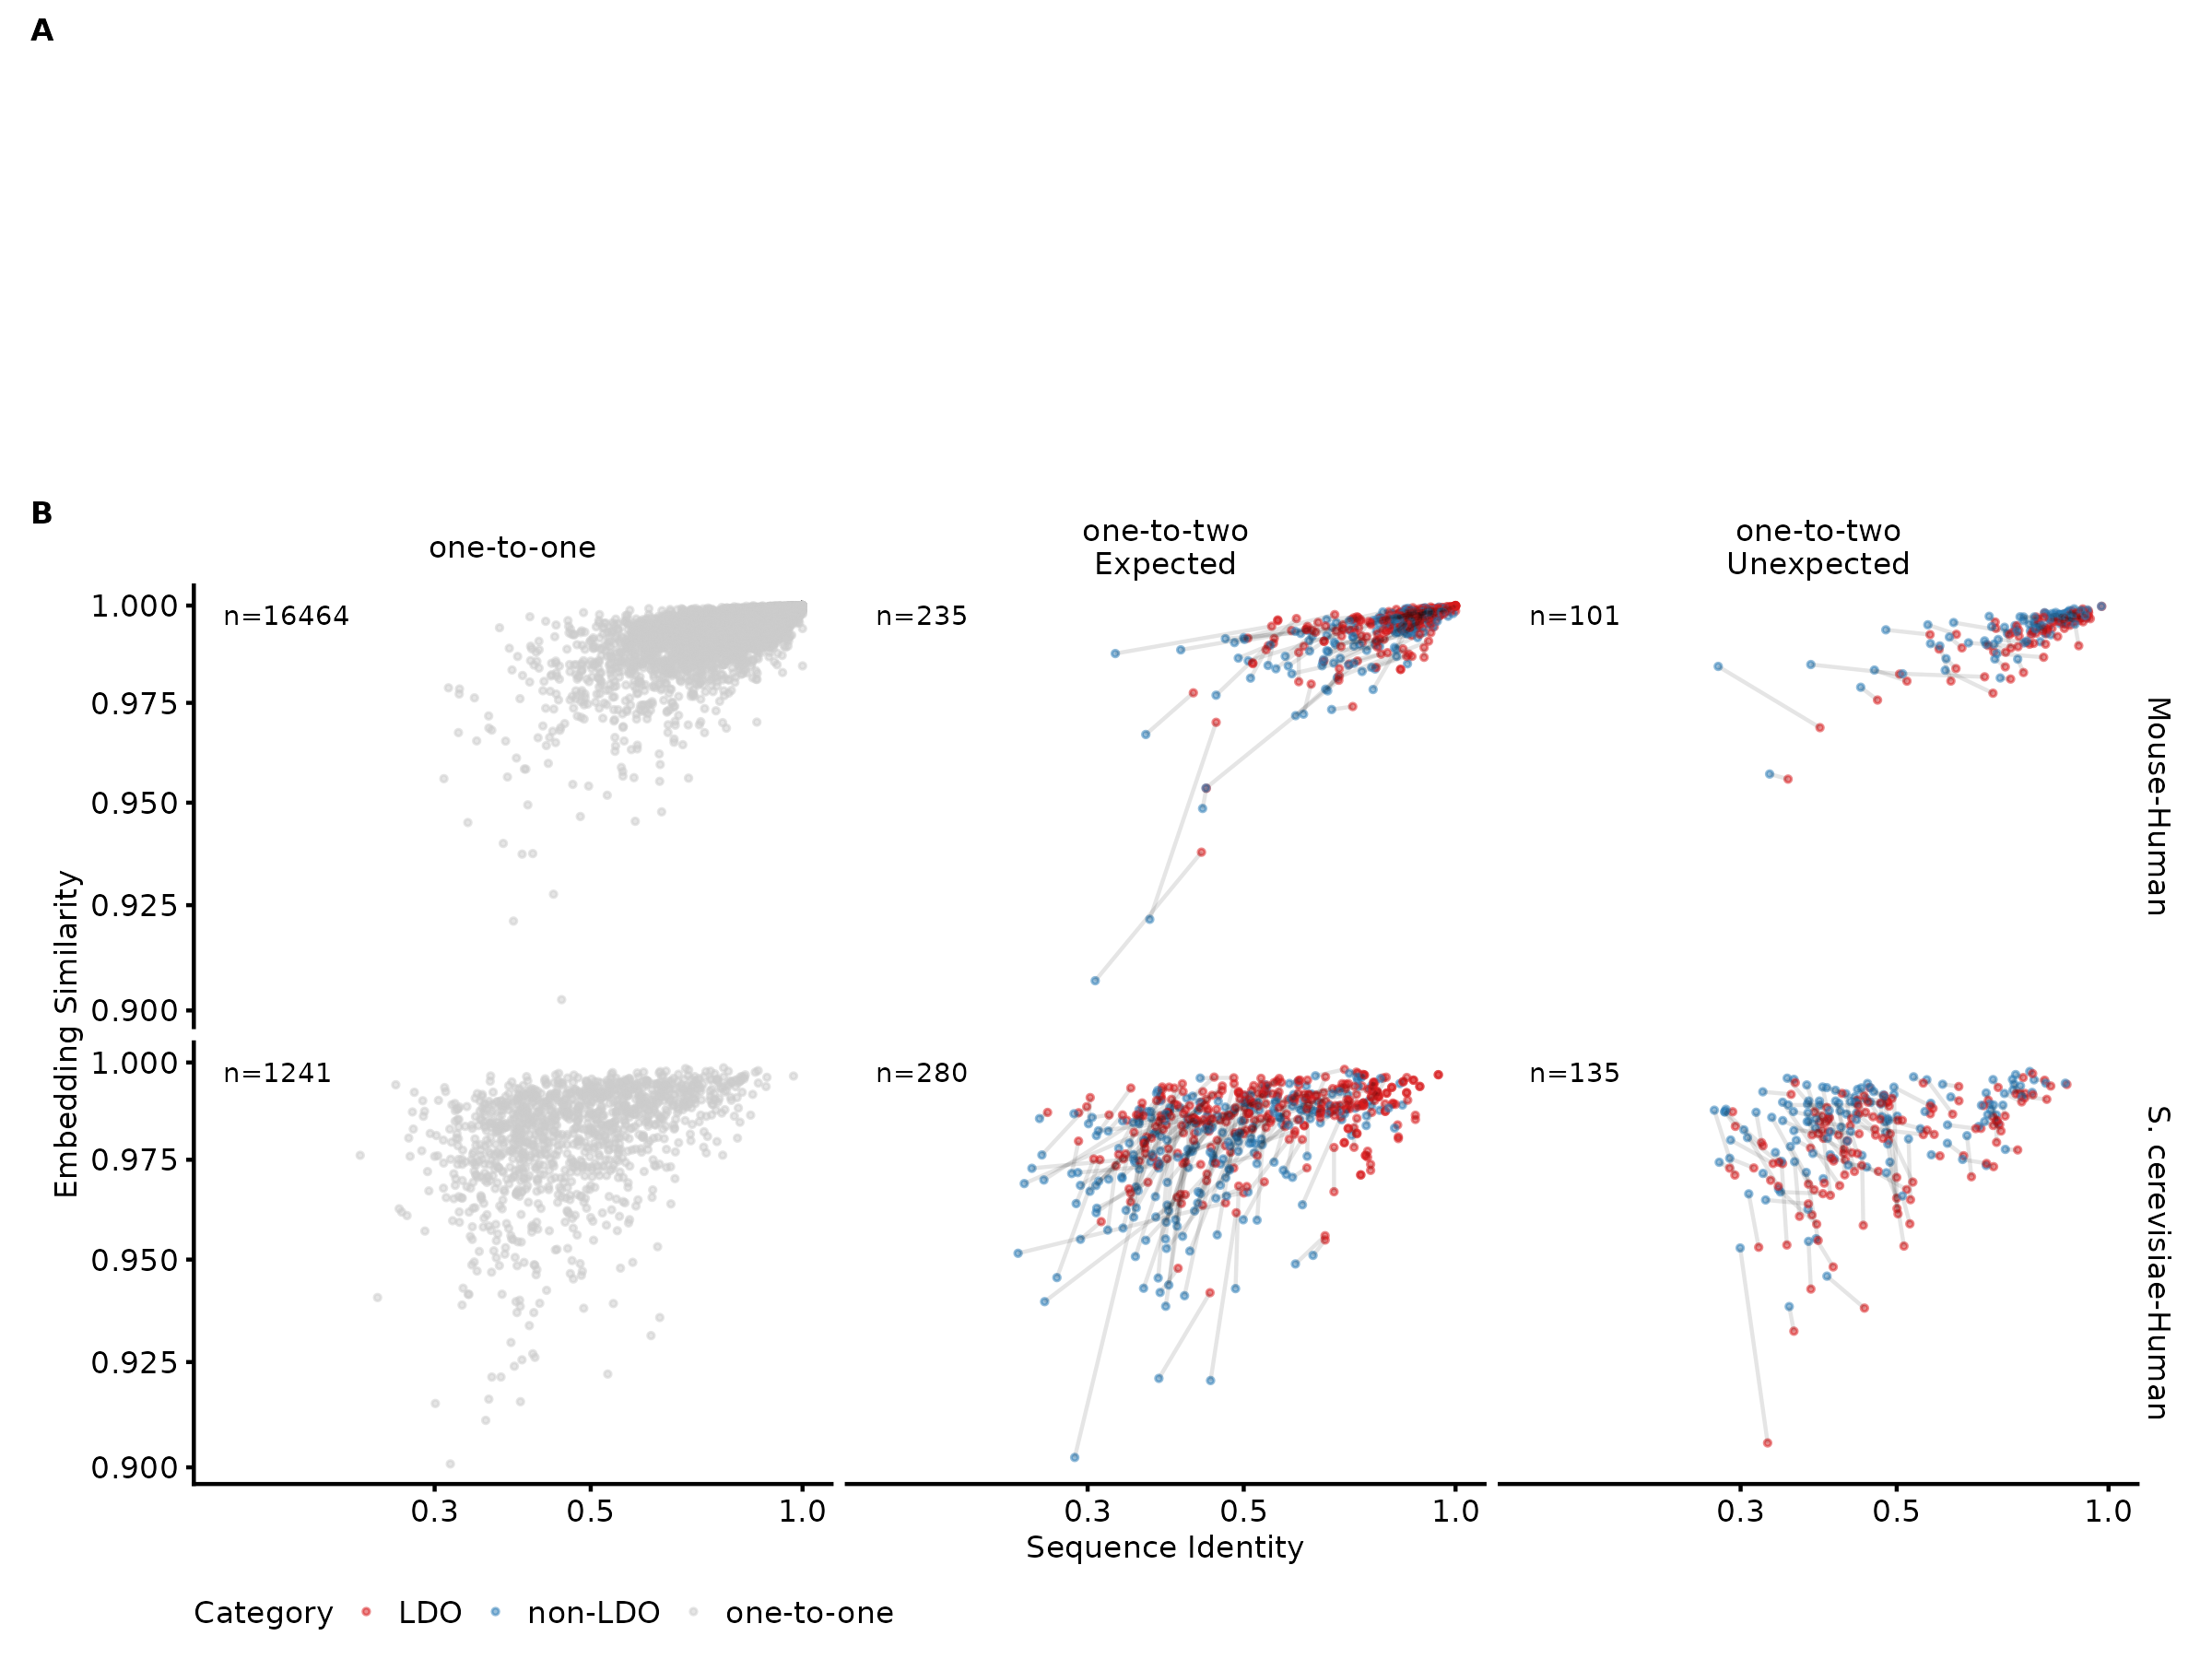 A
B
one-to-one
one-to-two
Expected
one-to-two
Unexpected
1.000
0.975
0.950
0.925
0.900
n=16464
n=235
n=101
Mouse-Human
Embedding Similarity
1.000
0.975
0.950
0.925
0.900
n=1241
n=280
n=135
S. cerevisiae-Human
0.3 0.5 1.0 0.3 0.5 1.0 0.3 0.5 1.0
Sequence Identity
Category LDO non-LDO one-to-one